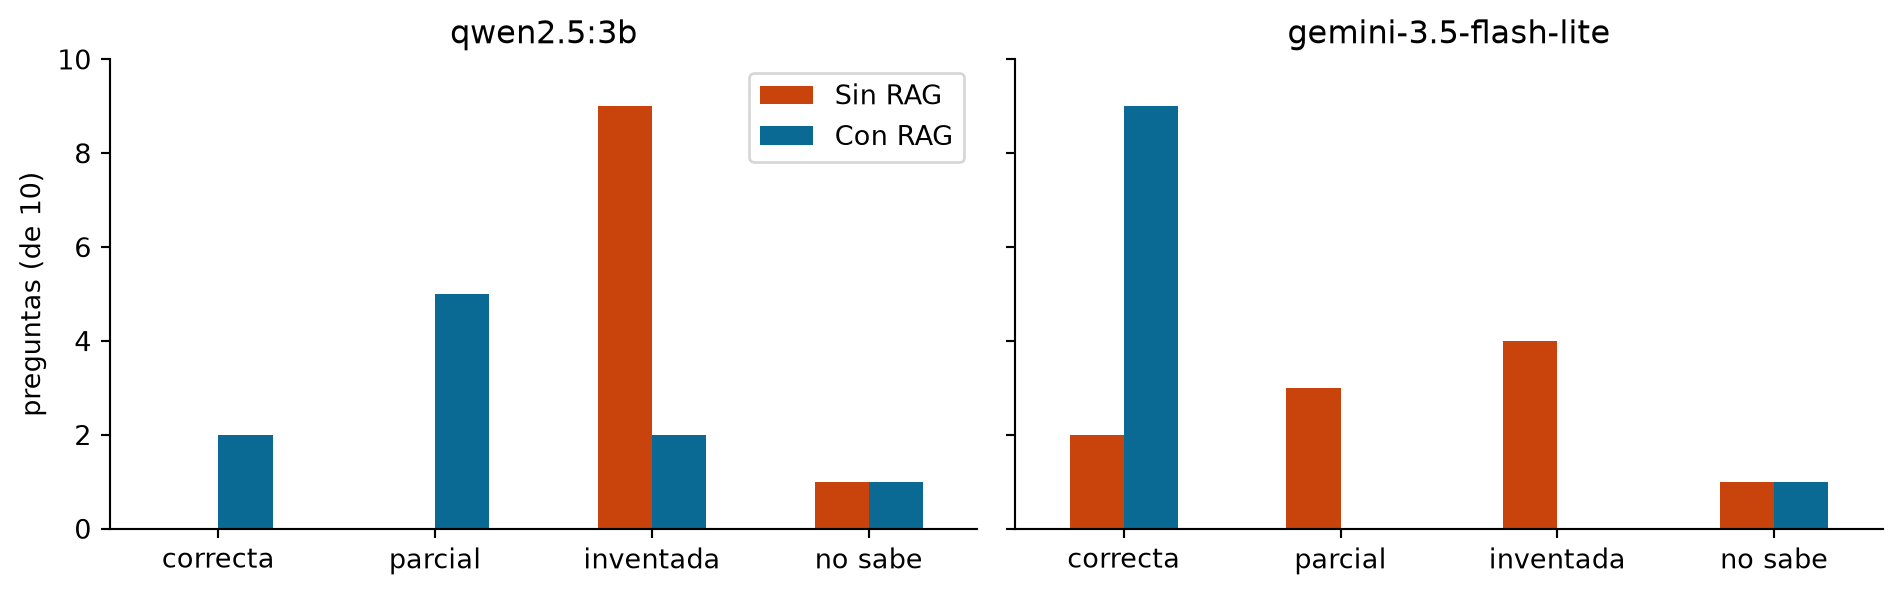 qwen2.5:3b
gemini-3.5-flash-lite
preguntas (de 10)
10
8
6
4
2
0
Sin RAG
Con RAG
correcta
parcial
inventada
no sabe
correcta
parcial
inventada
no sabe